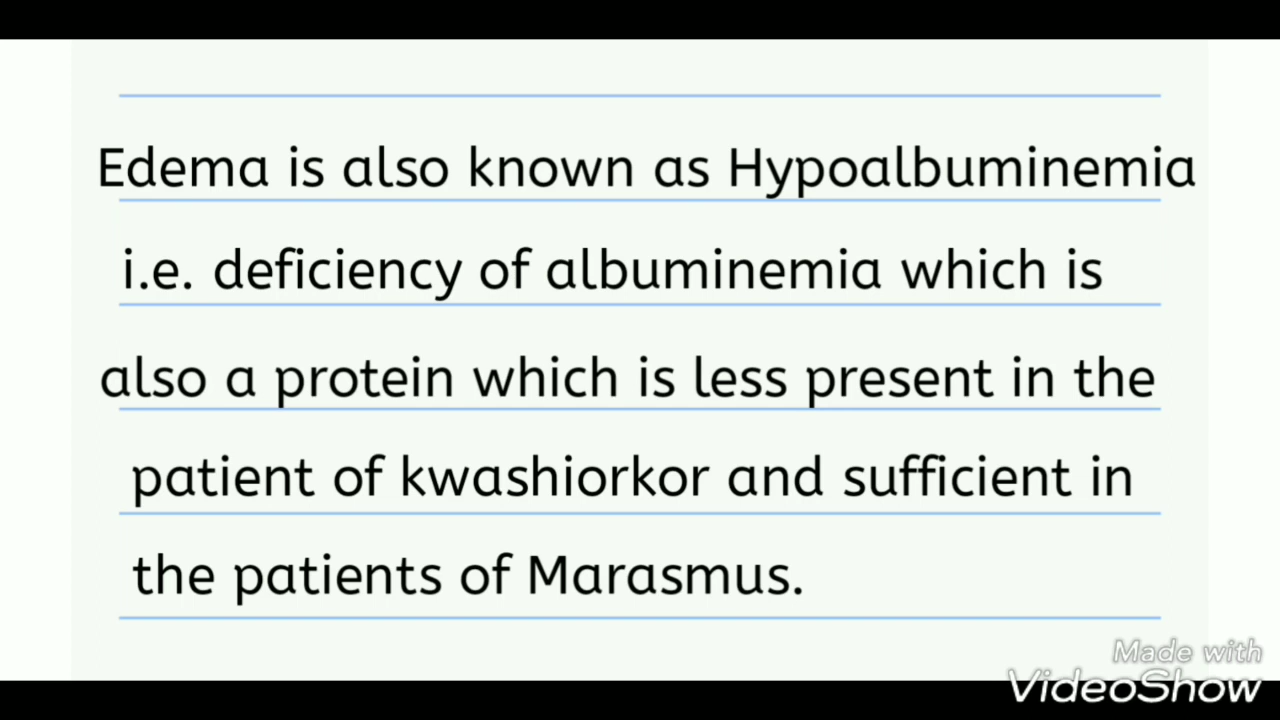 Edema is also known as Hypoalbuminemia
i.e. deficiency of albuminemia which is
also a protein which is less present in the
patient of kwashiorkor and sufficient in
the patients of Marasmus.
Made with
VideoShow